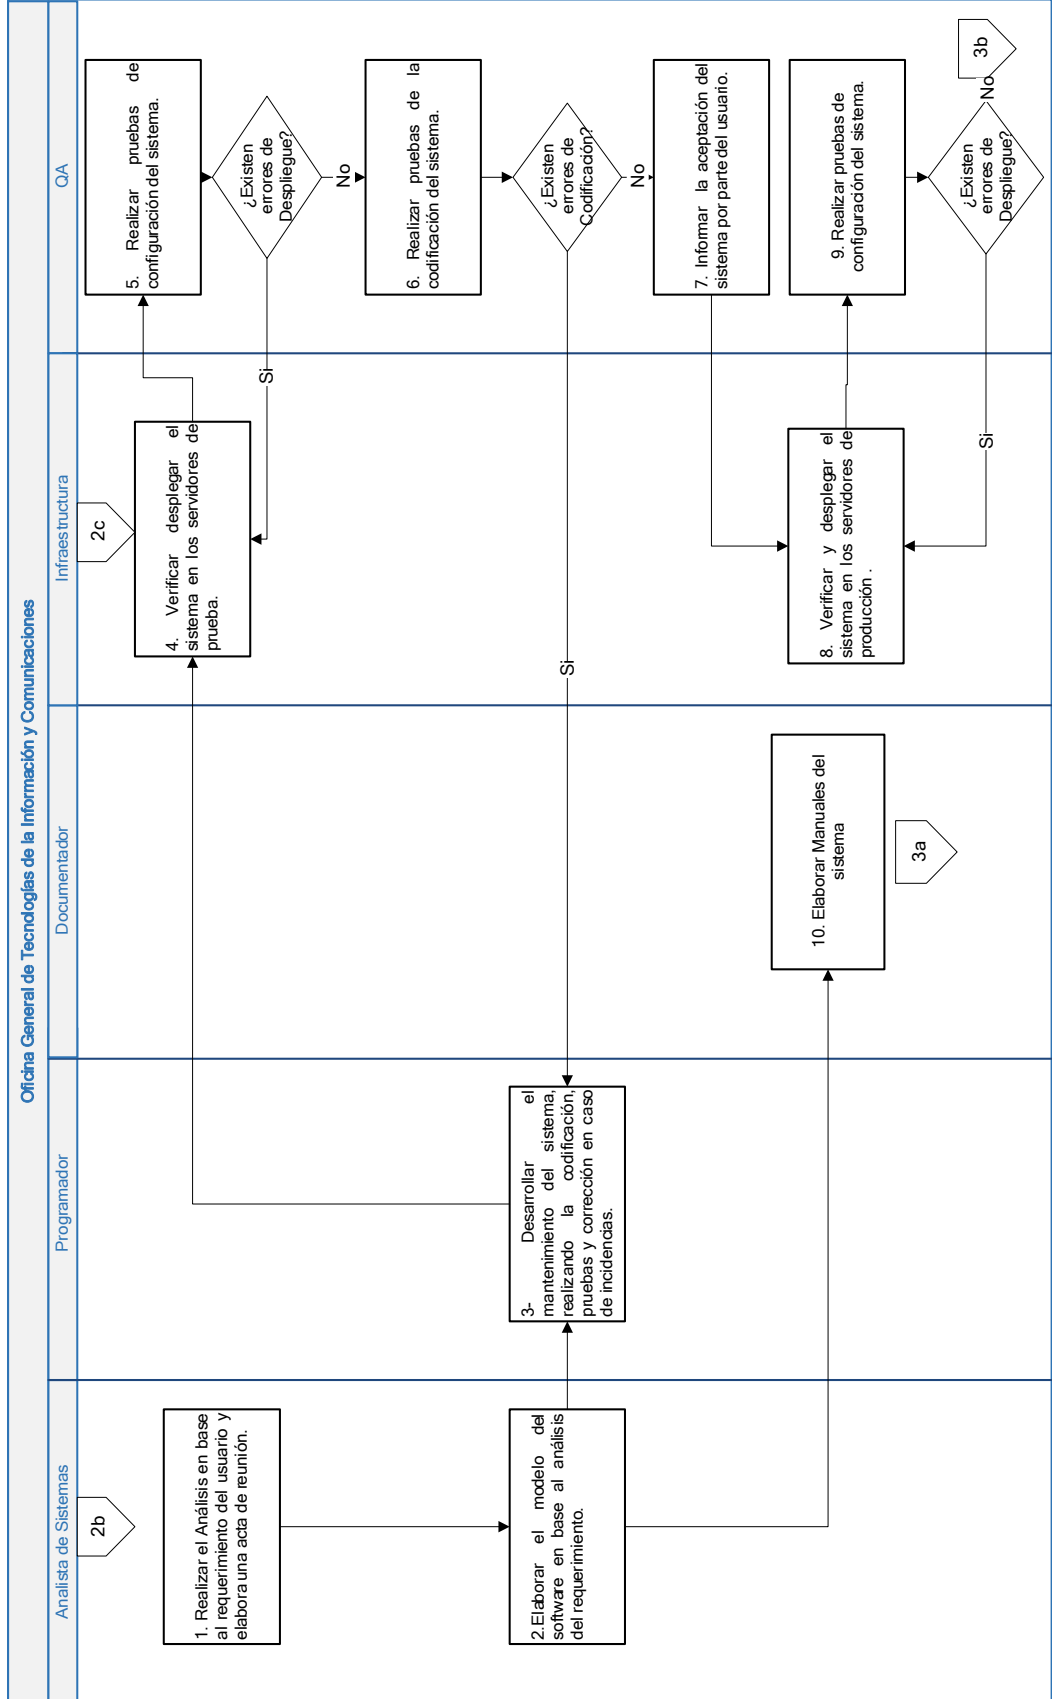 Oficina General de Tecnologías de la Información y Comunicaciones
Analista de Sistemas
Programador
Documentador
Infraestructura
QA
2b
1. Realizar el Análisis en base
al requerimiento del usuario y
elabora una acta de reunión.
2.Elaborar el modelo del
software en base al análisis
del requerimiento.
3- Desarrollar el
mantenimiento del sistema,
realizando la codificación,
pruebas y corrección en caso
de incidencias.
10. Elaborar Manuales del
sistema
3a
2c
4. Verificar desplegar el
sistema en los servidores de
prueba.
Si
Si
8. Verificar y desplegar el
sistema en los servidores de
producción .
Si
5. Realizar pruebas de
configuración del sistema.
¿Existen
errores de
Despliegue?
No
6. Realizar pruebas de la
codificación del sistema.
¿Existen
errores de
Codificación?
No
7. Informar la aceptación del
sistema por parte del usuario.
9. Realizar pruebas de
configuración del sistema.
¿Existen
errores de
Despliegue?
No
3b